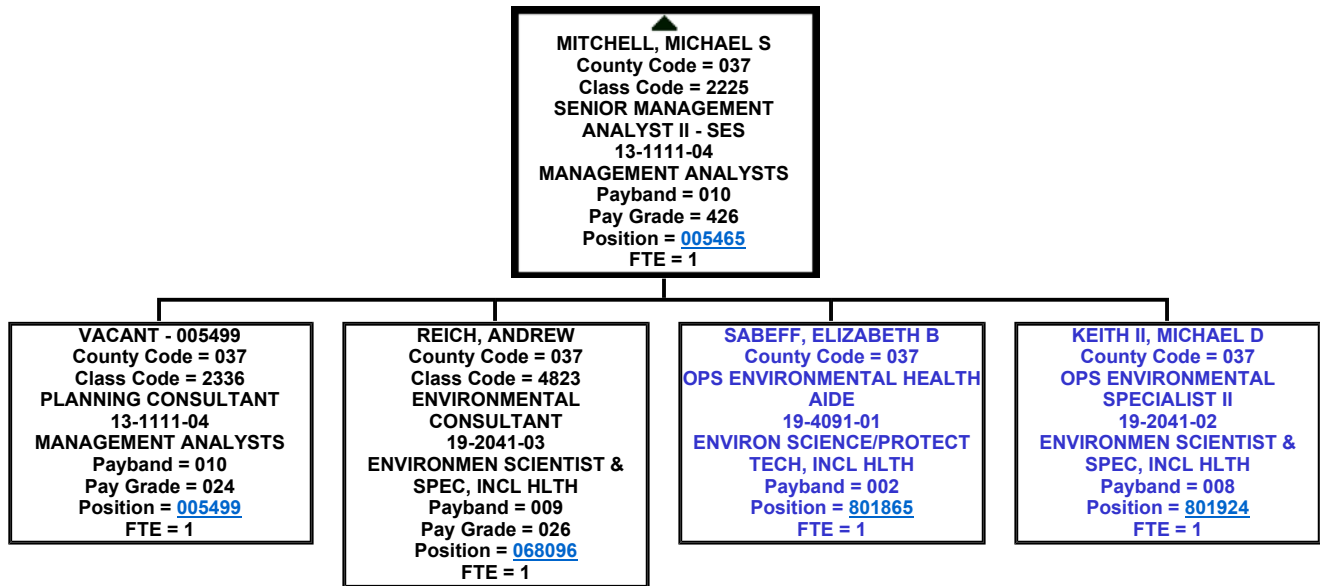 MITCHELL, MICHAEL S
County Code = 037
Class Code = 2225
SENIOR MANAGEMENT
ANALYST II - SES
13-1111-04
MANAGEMENT ANALYSTS
Payband = 010
Pay Grade = 426
Position = 005465
FTE = 1
VACANT - 005499
County Code = 037
Class Code = 2336
PLANNING CONSULTANT
13-1111-04
MANAGEMENT ANALYSTS
Payband = 010
Pay Grade = 024
Position = 005499
FTE = 1
REICH, ANDREW
County Code = 037
Class Code = 4823
ENVIRONMENTAL
CONSULTANT
19-2041-03
ENVIRONMEN SCIENTIST &
SPEC, INCL HLTH
Payband = 009
Pay Grade = 026
Position = 068096
FTE = 1
SABEFF, ELIZABETH B
County Code = 037
OPS ENVIRONMENTAL HEALTH
AIDE
19-4091-01
ENVIRON SCIENCE/PROTECT
TECH, INCL HLTH
Payband = 002
Position = 801865
FTE = 1
KEITH II, MICHAEL D
County Code = 037
OPS ENVIRONMENTAL
SPECIALIST II
19-2041-02
ENVIRONMEN SCIENTIST &
SPEC, INCL HLTH
Payband = 008
Position = 801924
FTE = 1